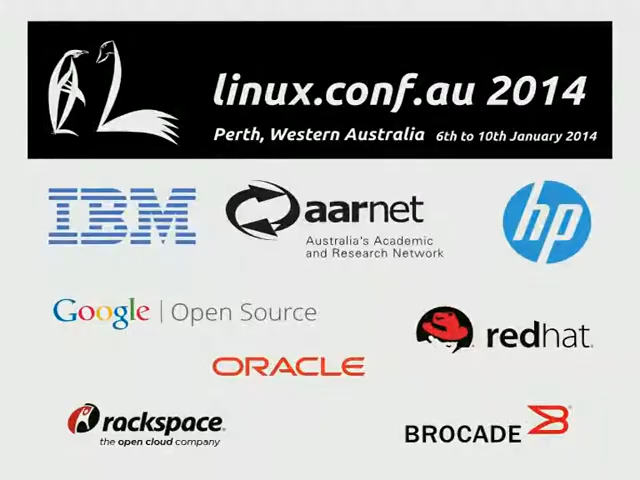 linux.conf.au 2014
Perth, Western Australia 6th to 10th January 2014
IBM
aarnet
Australia's Academic
and Research Network
hp
Google | Open Source
redhat.
ORACLE
rackspace.
the open cloud company
BROCADE